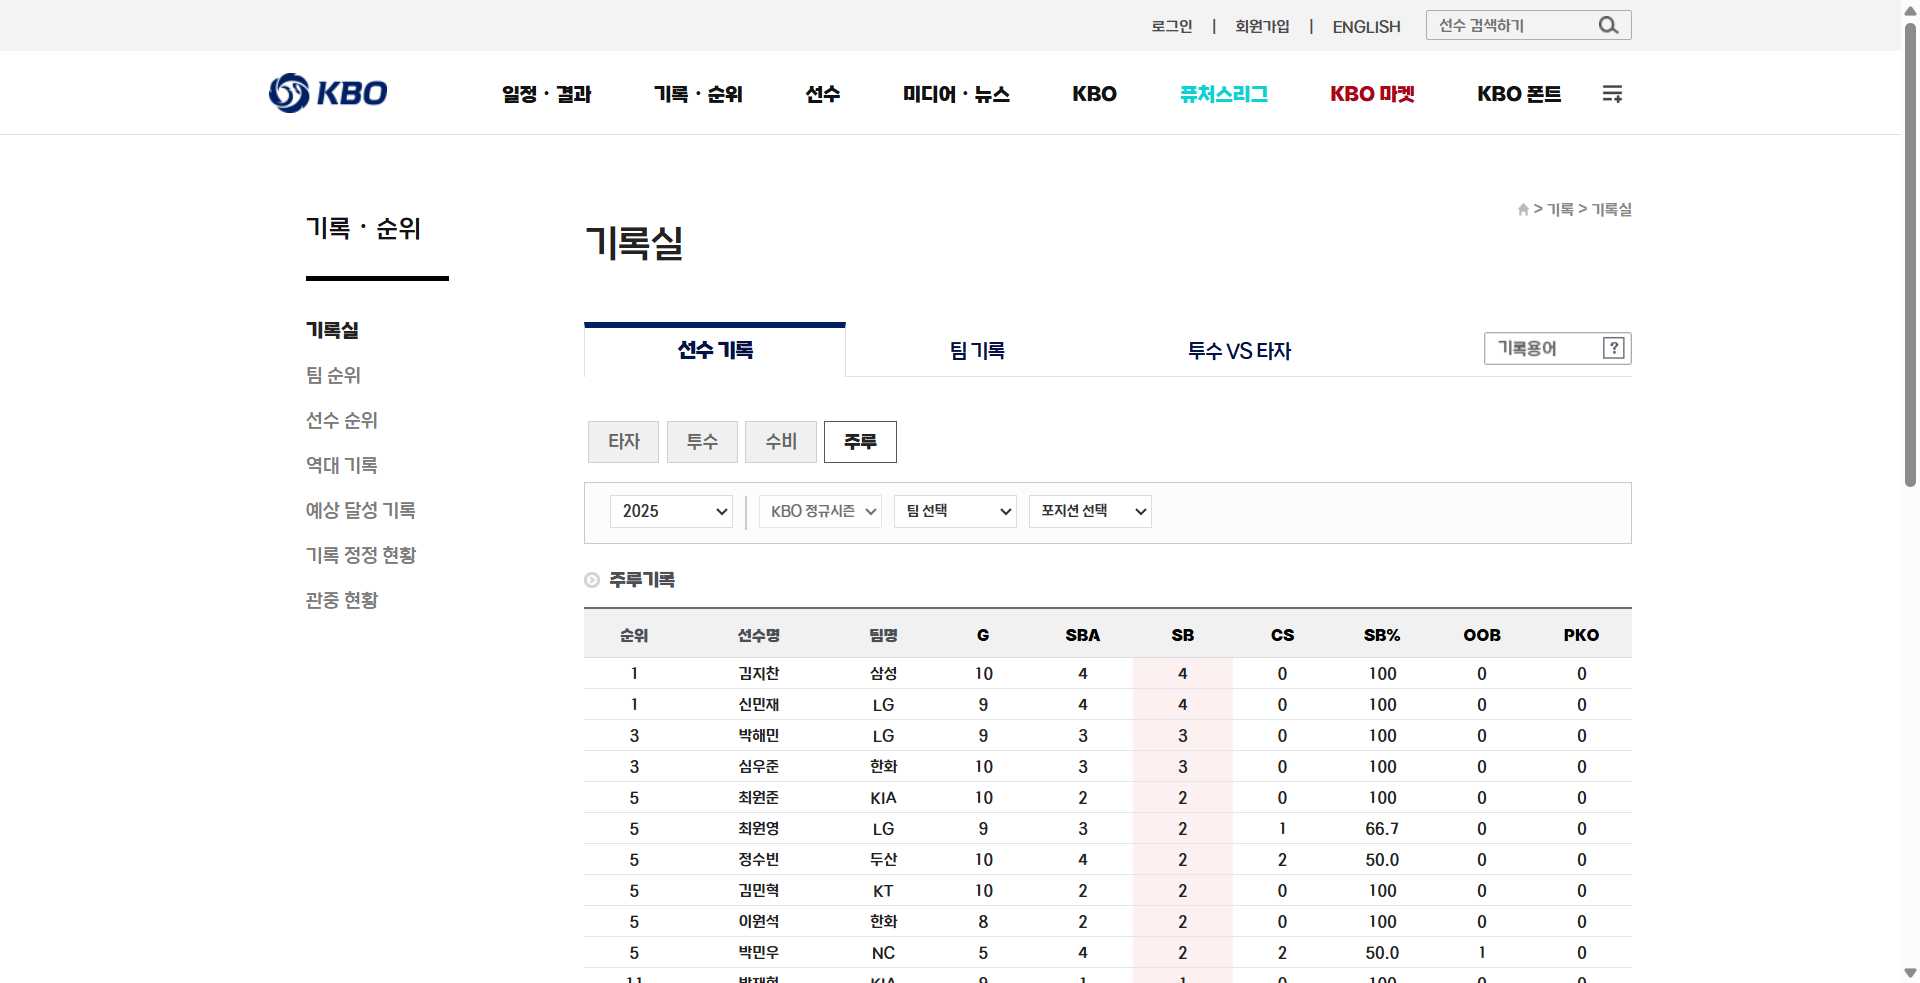 로그인 | 회원가입 | ENGLISH 선수 검색하기
KBO 일정 · 결과 기록 · 순위 선수 미디어 · 뉴스 KBO 퓨처스리그 KBO 마켓 KBO 폰트
> 기록 > 기록실
기록 · 순위
기록실
팀 순위
선수 순위
역대 기록
예상 달성 기록
기록 정정 현황
관중 현황
기록실
선수 기록 팀 기록 투수 VS 타자 기록용어 ?
타자 투수 수비 주루
2025 KBO 정규시즌 팀 선택 포지션 선택
주루기록
순위 선수명 팀명 G SBA SB CS SB% OOB PKO
1 김지찬 삼성 10 4 4 0 100 0 0
1 신민재 LG 9 4 4 0 100 0 0
3 박해민 LG 9 3 3 0 100 0 0
3 심우준 한화 10 3 3 0 100 0 0
5 최원준 KIA 10 2 2 0 100 0 0
5 최원영 LG 9 3 2 1 66.7 0 0
5 정수빈 두산 10 4 2 2 50.0 0 0
5 김민혁 KT 10 2 2 0 100 0 0
5 이원석 한화 8 2 2 0 100 0 0
5 박민우 NC 5 4 2 2 50.0 1 0